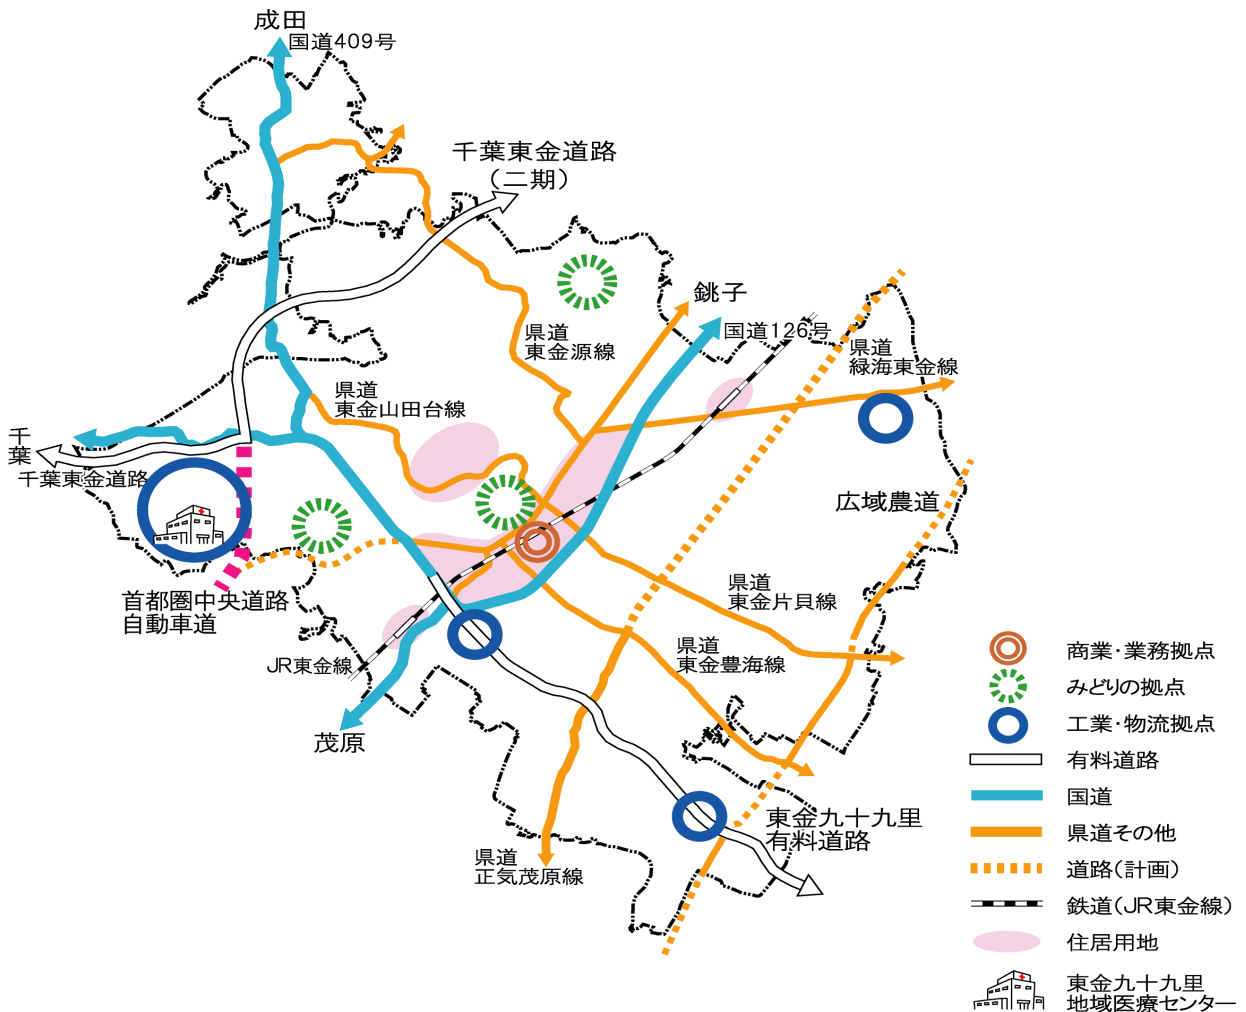 成田
国道409号
千葉東金道路
（二期）
銚子
国道126号
県道
東金源線
県道
緑海東金線
県道
東金山田台線
千
葉
千葉東金道路
広域農道
首都圏中央道路
自動車道
県道
東金片貝線
県道
東金豊海線
JR東金線
茂原
東金九十九里
有料道路
県道
正気茂原線
商業・業務拠点
みどりの拠点
工業・物流拠点
有料道路
国道
県道その他
道路（計画）
鉄道（JR東金線）
住居用地
東金九十九里
地域医療センター